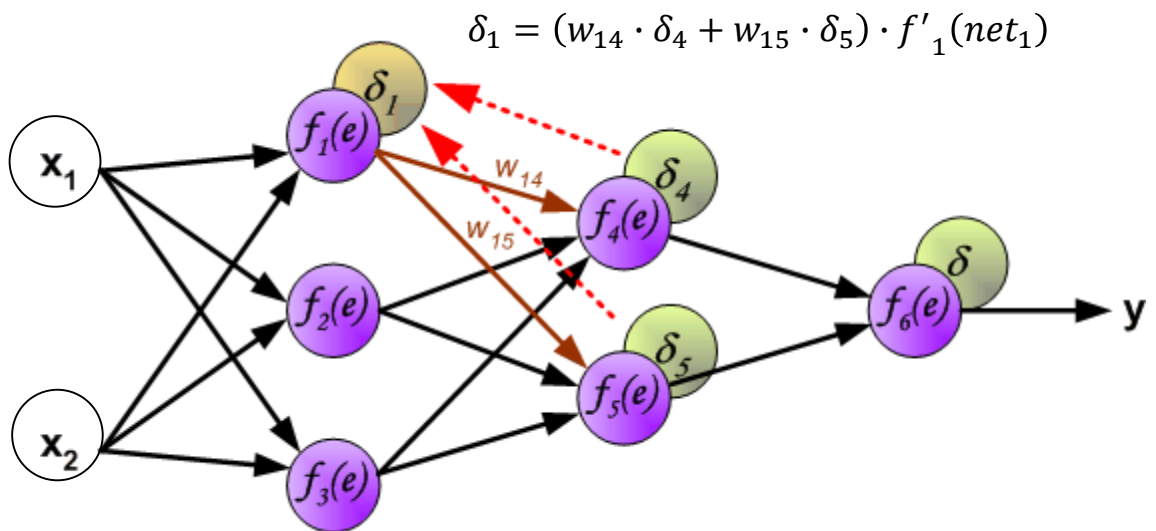 δ₁ = (w₁₄ · δ₄ + w₁₅ · δ₅) · f′₁(net₁)
δ₁
f₁(e)
x₁
w₁₄
δ₄
f₄(e)
w₁₅
δ
f₂(e)
f₆(e)
y
δ₅
f₅(e)
x₂
f₃(e)